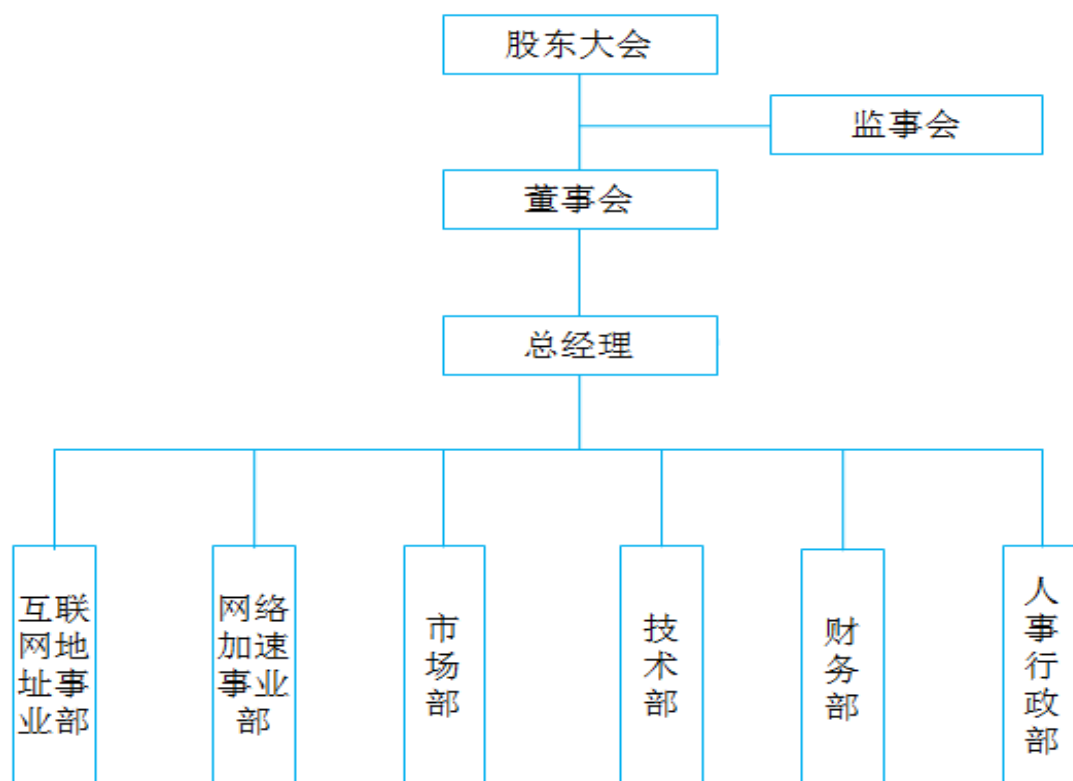 股东大会
监事会
董事会
总经理
互联
网地
址事
业部
网络
加速
事业
部
市
场
部
技
术
部
财
务
部
人
事
行
政
部